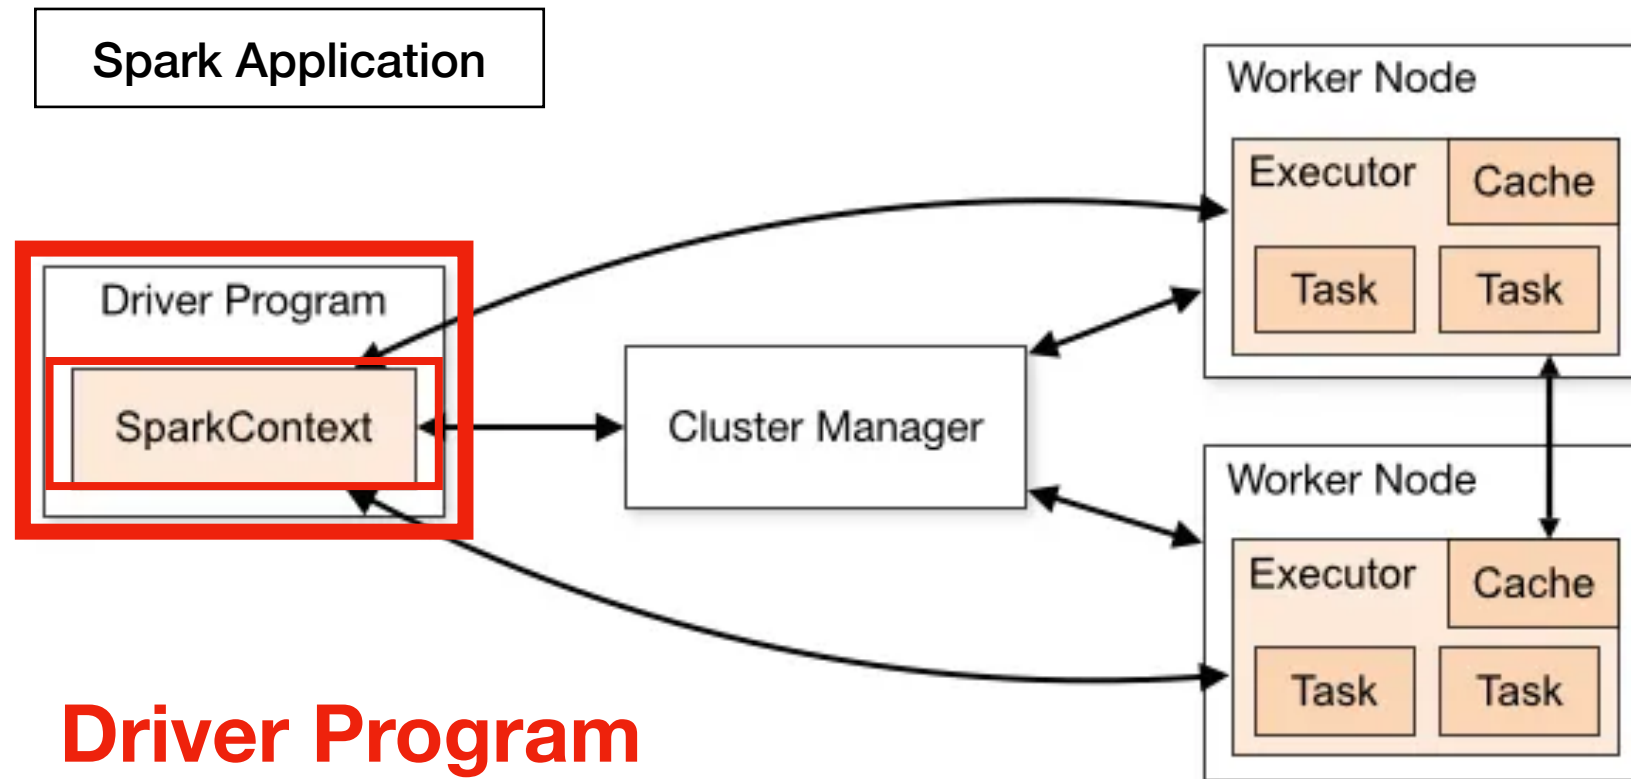 Spark Application
Driver Program
SparkContext
Cluster Manager
Worker Node
Executor
Cache
Task
Task
Worker Node
Executor
Cache
Task
Task
Driver Program